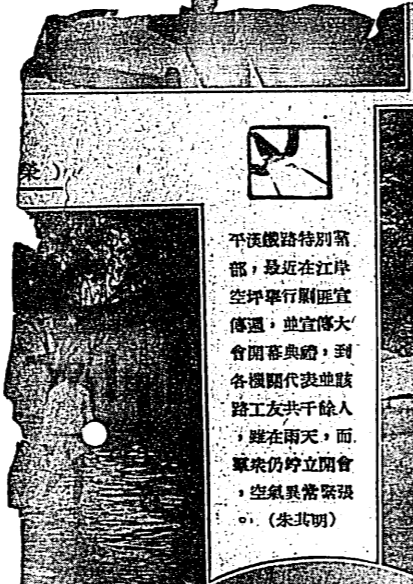 榮）
平漢鐵路特別黨
部，最近在江岸
空坪舉行剿匪宣
傳週，並宣傳大
會開幕典禮，到
各機關代表並該
路工友共千餘人
，雖在雨天，而
羣衆仍竚立開會
，空氣異常緊張
。（朱其明）